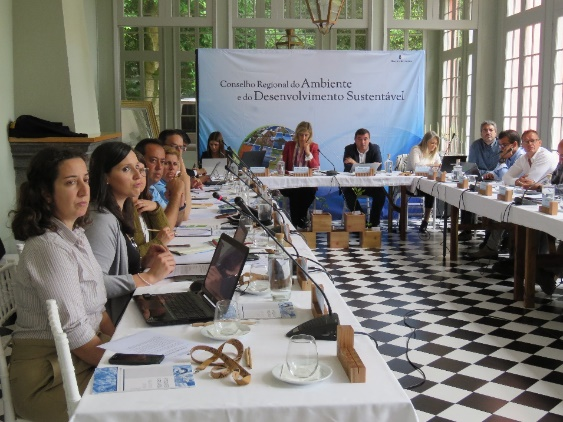 Conselho Regional do Ambiente
e do Desenvolvimento Sustentável